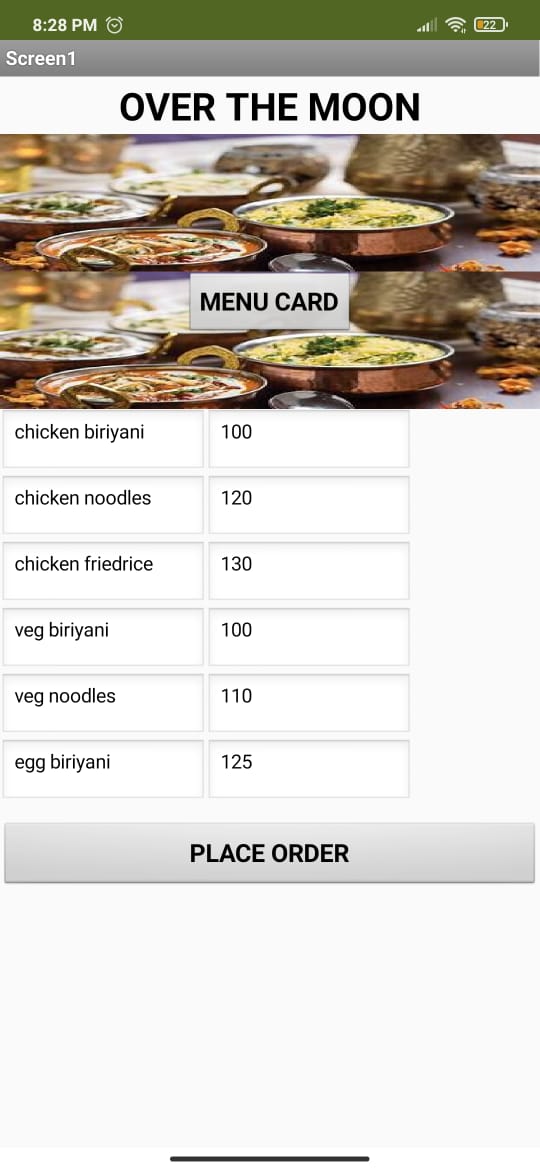 8:28 PM 22
Screen1
OVER THE MOON
MENU CARD
chicken biriyani 100
chicken noodles 120
chicken friedrice 130
veg biriyani 100
veg noodles 110
egg biriyani 125
PLACE ORDER